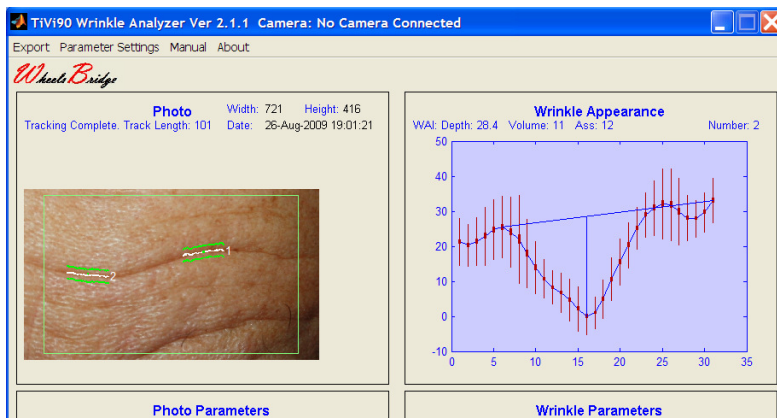 TiVi90 Wrinkle Analyzer Ver 2.1.1 Camera: No Camera Connected
Export Parameter Settings Manual About
Wheels Bridge
Photo Width: 721 Height: 416
Tracking Complete. Track Length: 101 Date: 26-Aug-2009 19:01:21
1
2
Photo Parameters
Wrinkle Appearance
WAI: Depth: 28.4 Volume: 11 Ass: 12 Number: 2
50
40
30
20
10
0
-10
0 5 10 15 20 25 30 35
Wrinkle Parameters